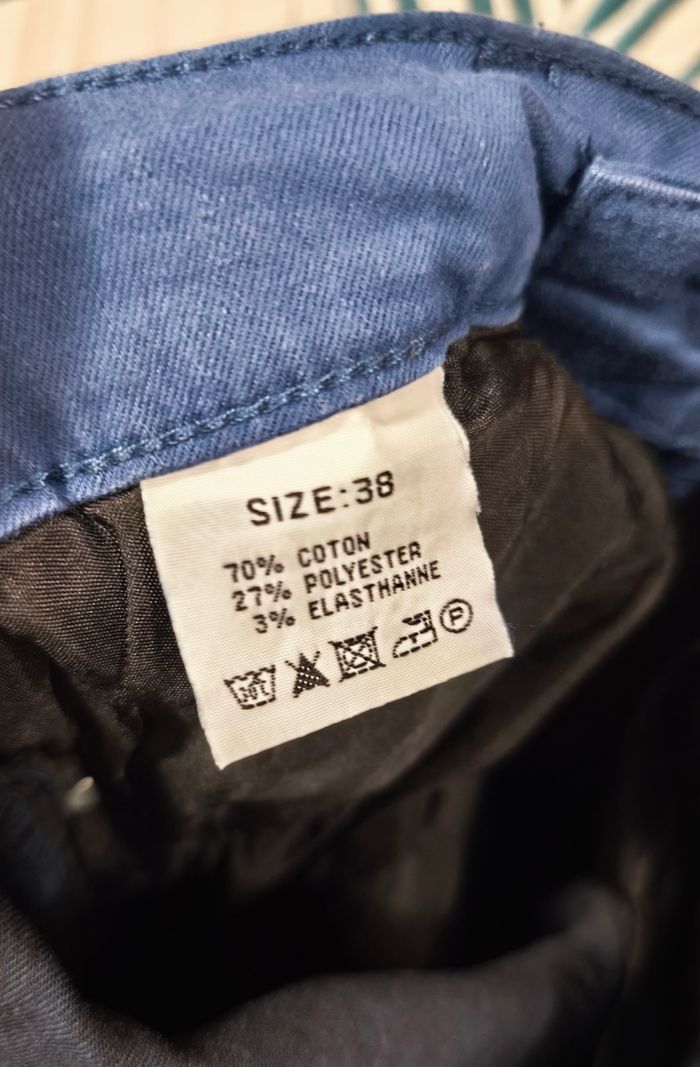 SIZE:38
70% COTON
27% POLYESTER
3% ELASTHANNE
P